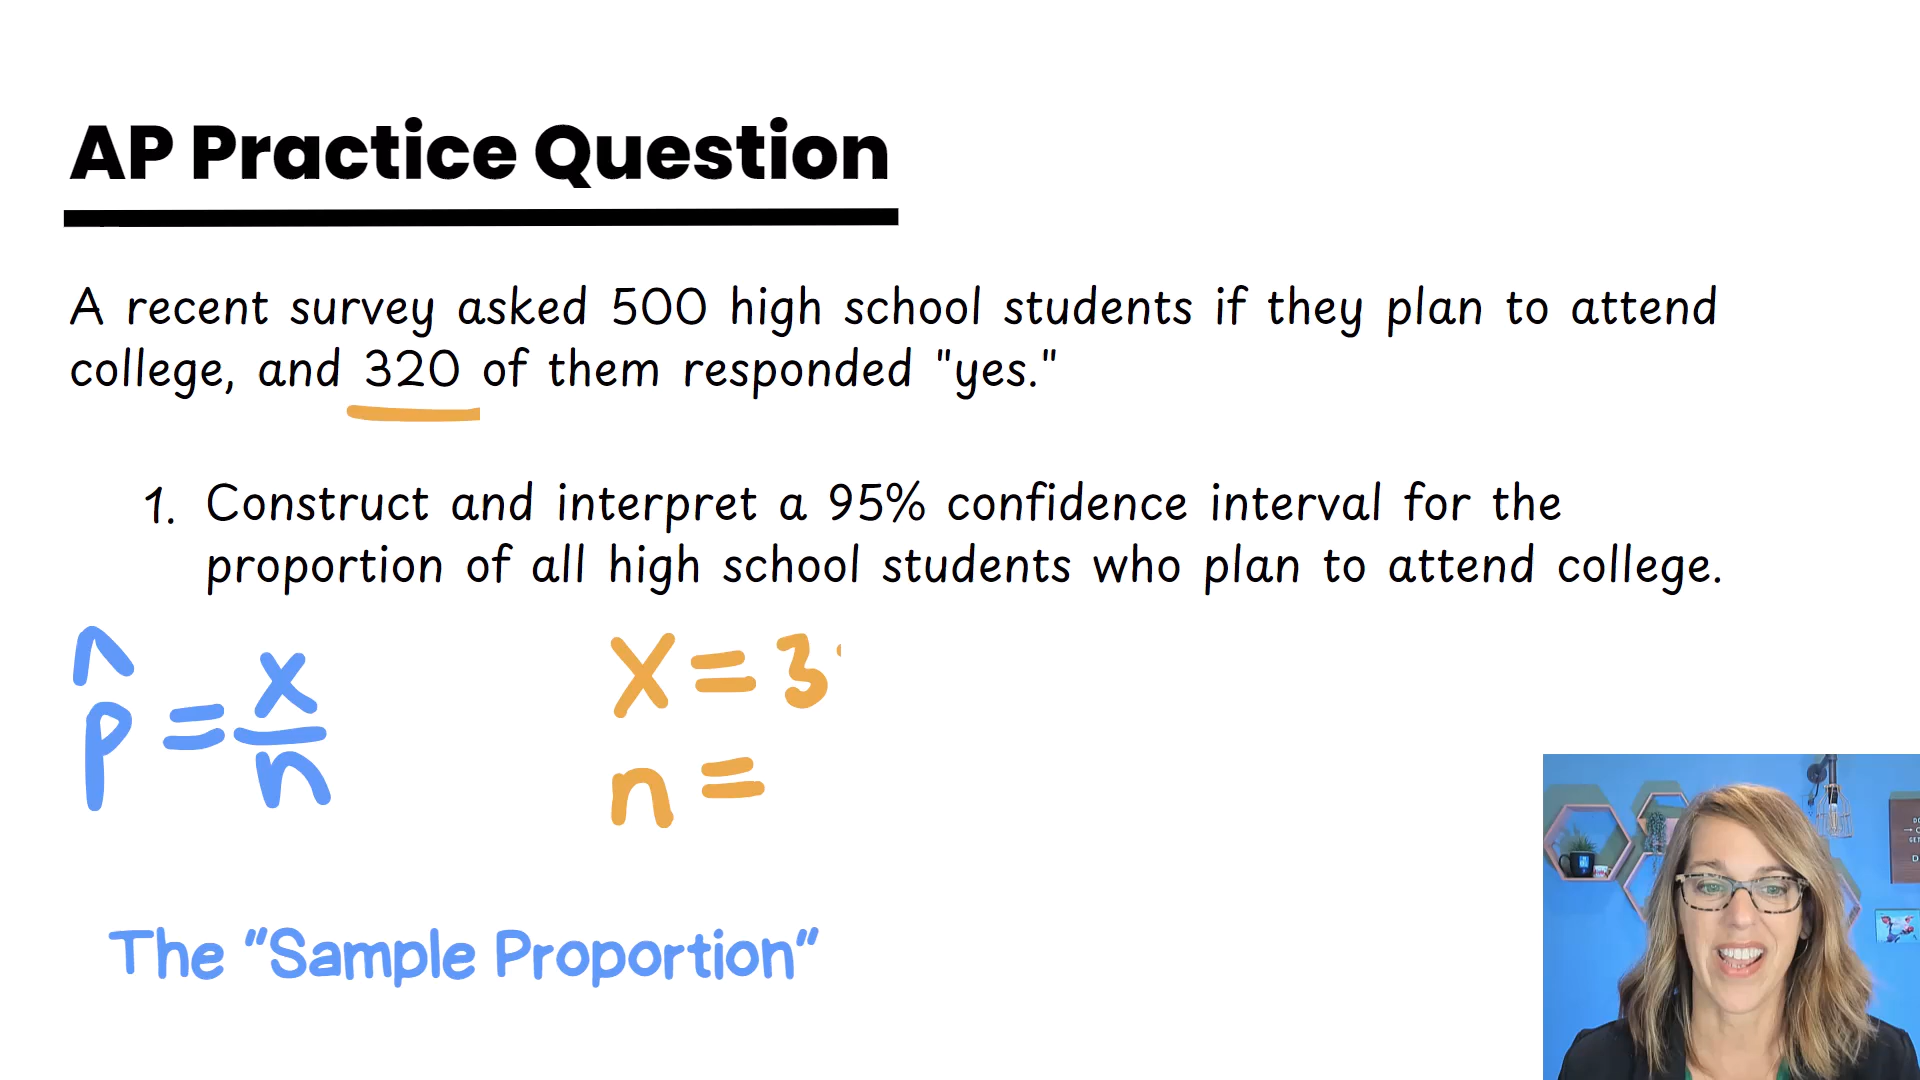 AP Practice Question
A recent survey asked 500 high school students if they plan to attend
college, and 320 of them responded "yes."
1. Construct and interpret a 95% confidence interval for the
proportion of all high school students who plan to attend college.
p̂ = x/n
x = 3
n =
The "Sample Proportion"